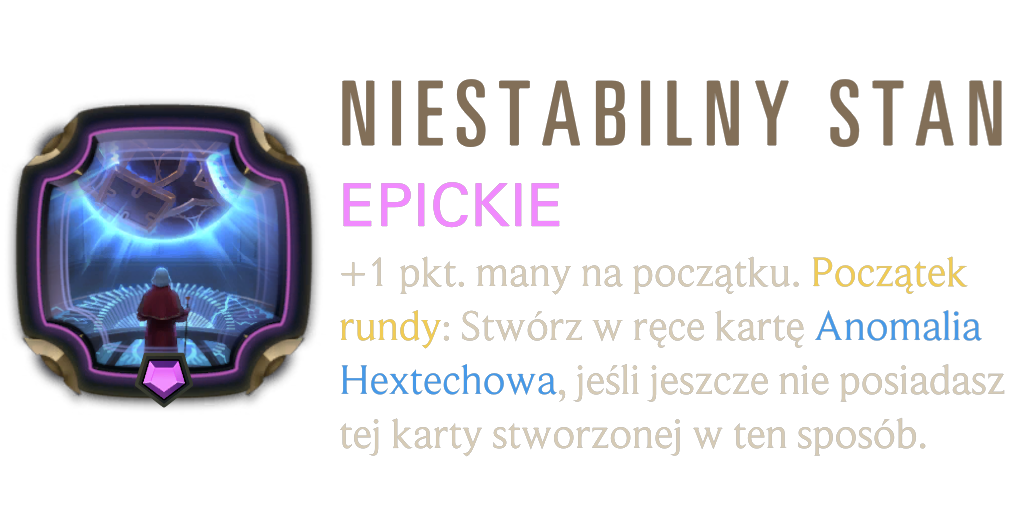 NIESTABILNY STAN
EPICKIE
+1 pkt. many na początku. Początek
rundy: Stwórz w ręce kartę Anomalia
Hextechowa, jeśli jeszcze nie posiadasz
tej karty stworzonej w ten sposób.